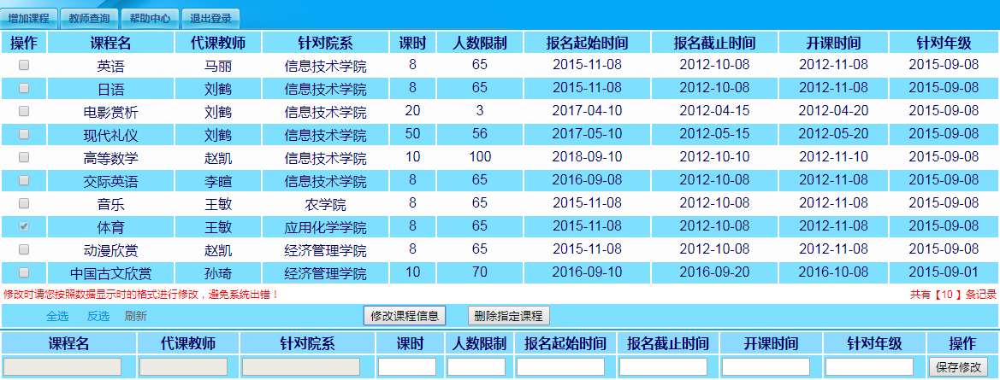 增加课程 教师查询 帮助中心 退出登录
操作 课程名 代课教师 针对院系 课时 人数限制 报名起始时间 报名截止时间 开课时间 针对年级
英语 马丽 信息技术学院 8 65 2015-11-08 2012-10-08 2012-11-08 2015-09-08
日语 刘鹤 信息技术学院 8 65 2015-11-08 2012-10-08 2012-11-08 2015-09-08
电影赏析 刘鹤 信息技术学院 20 3 2017-04-10 2012-04-15 2012-04-20 2015-09-08
现代礼仪 刘鹤 信息技术学院 50 56 2017-05-10 2012-05-15 2012-05-20 2015-09-08
高等数学 赵凯 信息技术学院 10 100 2018-09-10 2012-10-10 2012-11-10 2015-09-08
交际英语 李暄 信息技术学院 8 65 2016-09-08 2012-10-08 2012-11-08 2015-09-08
音乐 王敏 农学院 8 65 2015-11-08 2012-10-08 2012-11-08 2015-09-08
体育 王敏 应用化学学院 8 65 2015-11-08 2012-10-08 2012-11-08 2015-09-08
动漫欣赏 赵凯 经济管理学院 8 65 2015-11-08 2012-10-08 2012-11-08 2015-09-08
中国古文欣赏 孙琦 经济管理学院 10 70 2016-09-10 2016-09-20 2016-10-08 2015-09-01
修改时请您按照数据显示时的格式进行修改，避免系统出错！ 共有【10 】条记录
全选 反选 刷新 修改课程信息 删除指定课程
课程名 代课教师 针对院系 课时 人数限制 报名起始时间 报名截止时间 开课时间 针对年级 操作
保存修改